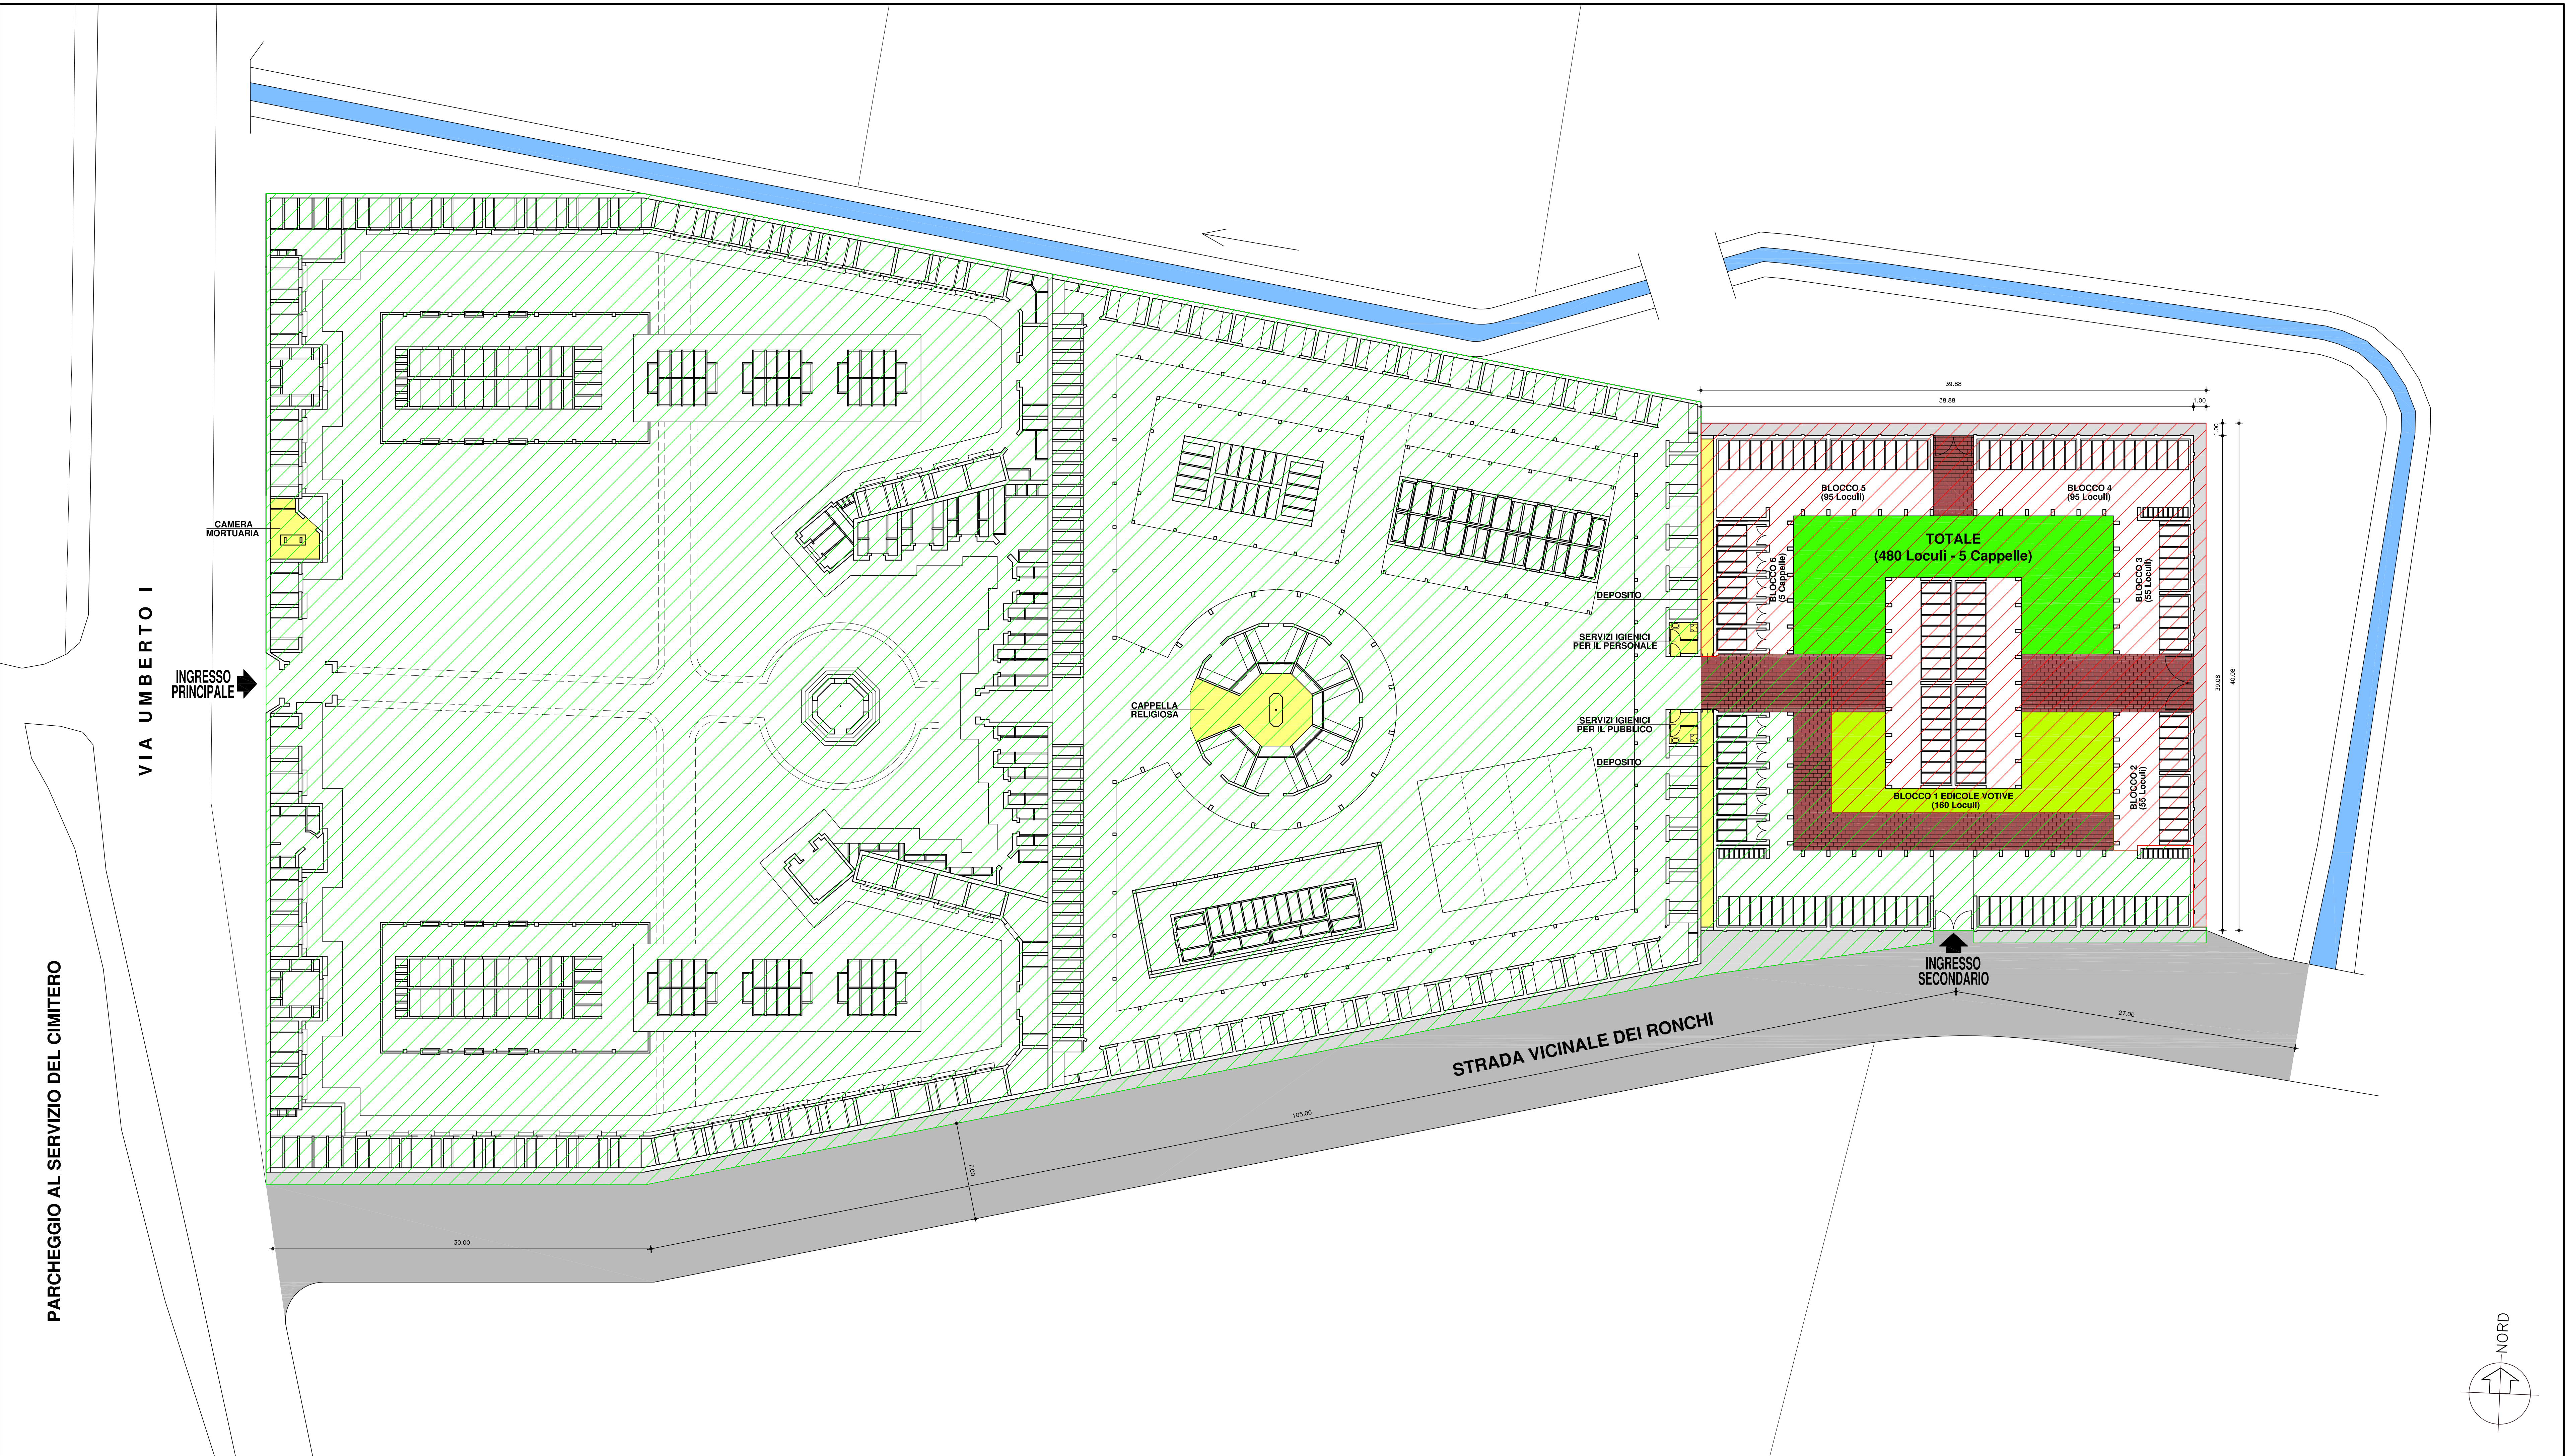 39.88
38.88
1.00
1.00
39.08
40.08
BLOCCO 5
(95 Loculi)
BLOCCO 4
(95 Loculi)
TOTALE
(480 Loculi - 5 Cappelle)
BLOCCO 6
(5 Cappelle)
BLOCCO 3
(55 Loculi)
CAMERA
MORTUARIA
DEPOSITO
SERVIZI IGIENICI
PER IL PERSONALE
VIA UMBERTO I
INGRESSO
PRINCIPALE
CAPPELLA
RELIGIOSA
SERVIZI IGIENICI
PER IL PUBBLICO
DEPOSITO
BLOCCO 1 EDICOLE VOTIVE
(180 Loculi)
BLOCCO 2
(55 Loculi)
INGRESSO
SECONDARIO
PARCHEGGIO AL SERVIZIO DEL CIMITERO
STRADA VICINALE DEI RONCHI
27.00
105.00
7.00
30.00
NORD